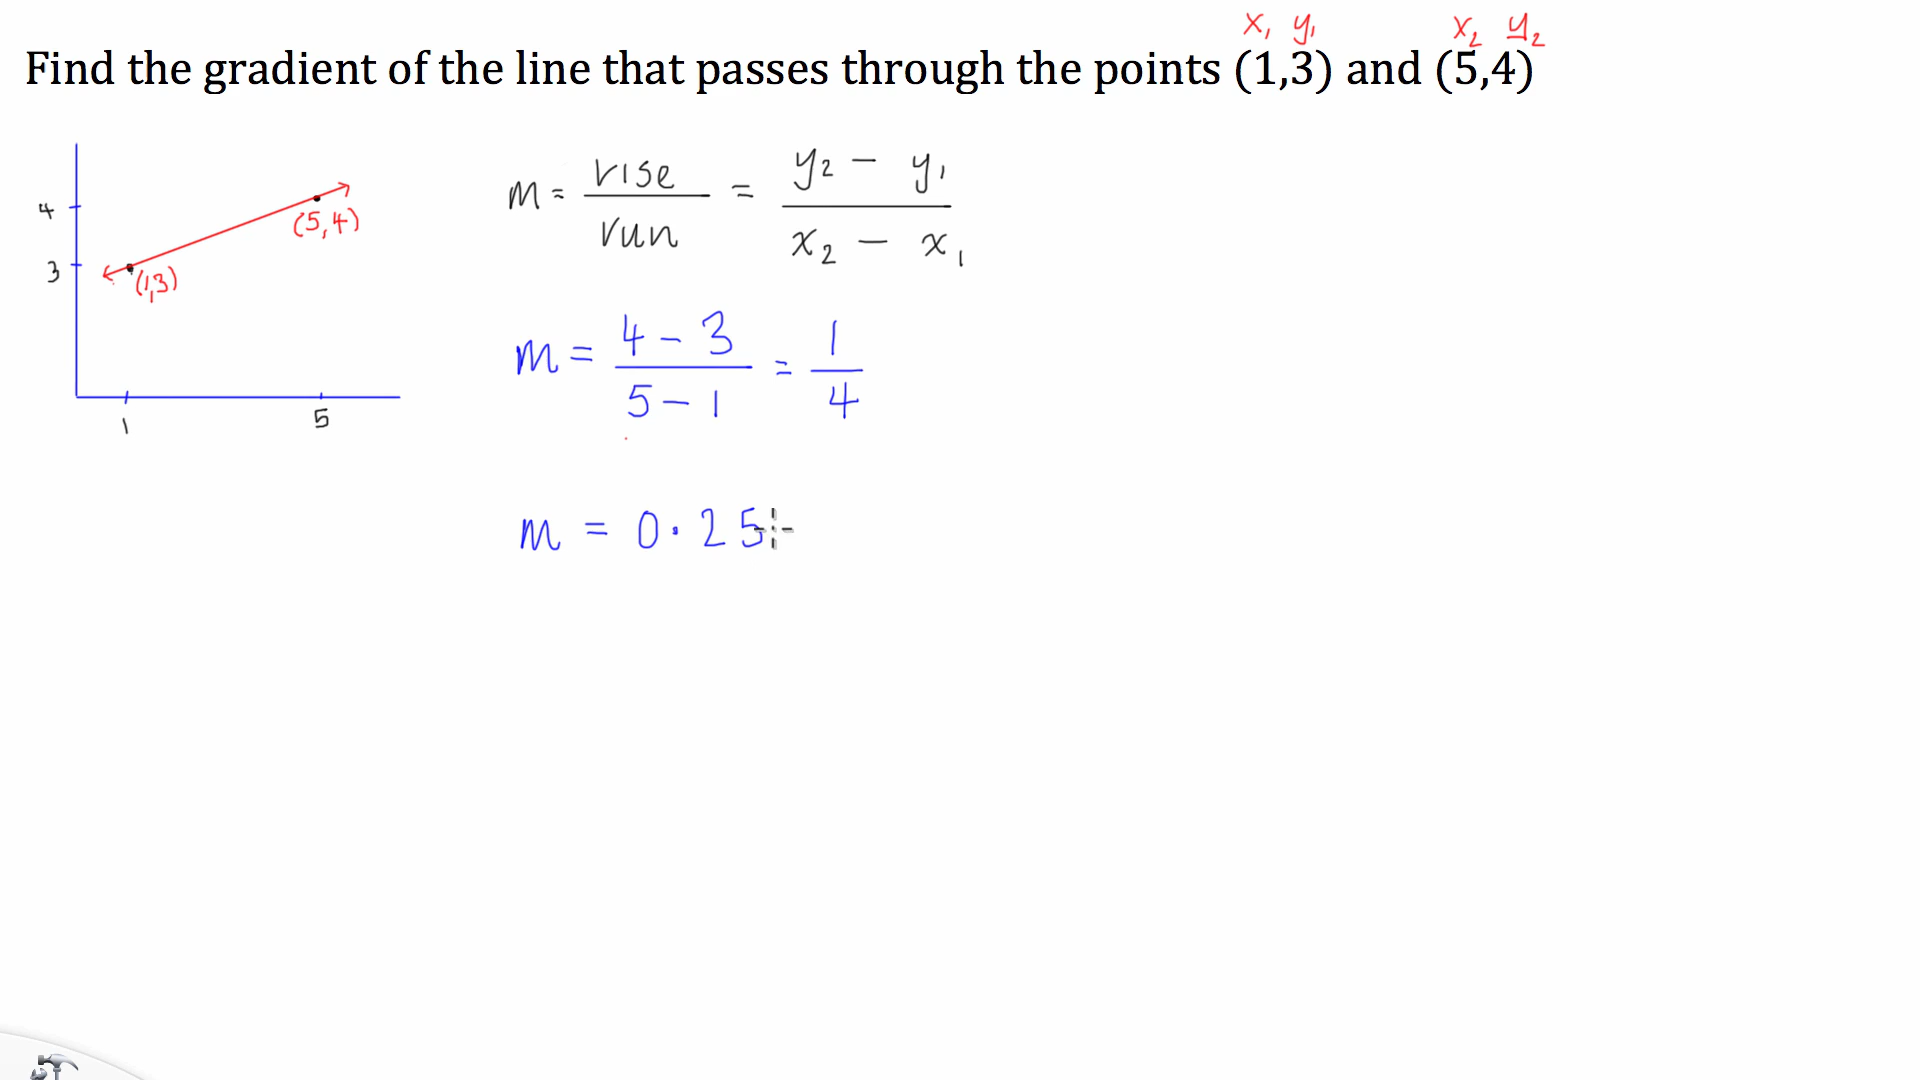 x₁ y₁ x₂ y₂
Find the gradient of the line that passes through the points (1,3) and (5,4)
4
(5,4)
3
(1,3)
1 5
m = rise / run = y₂ - y₁ / x₂ - x₁
m = 4 - 3 / 5 - 1 = 1 / 4
m = 0.25